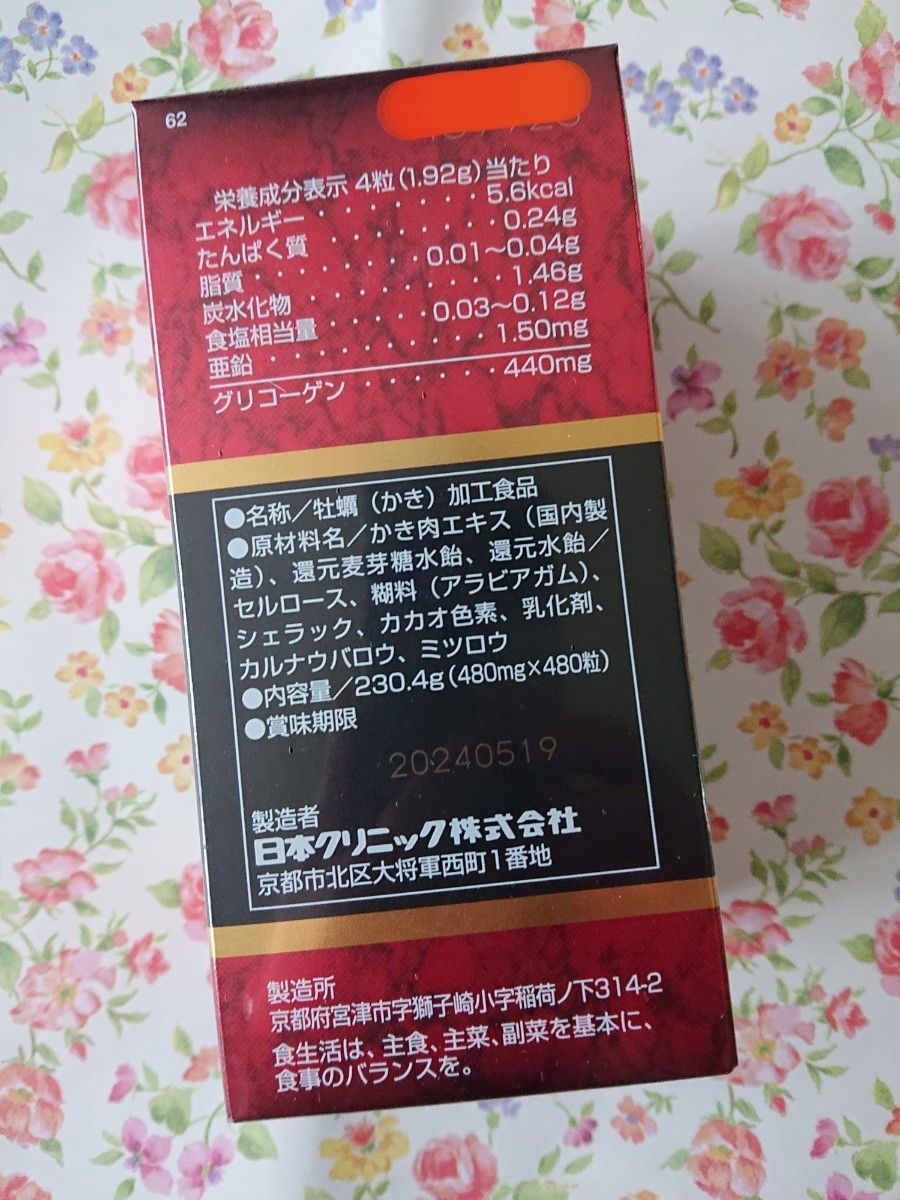 62
栄養成分表示 4粒(1.92g)当たり
エネルギー・・・・・・・5.6kcal
たんぱく質・・・・・・・0.24g
脂質・・・・・・・0.01〜0.04g
炭水化物・・・・・・・・1.46g
食塩相当量・・・・・0.03〜0.12g
亜鉛・・・・・・・・・・1.50mg
グリコーゲン・・・・・・440mg
●名称／牡蠣（かき）加工食品
●原材料名／かき肉エキス（国内製
造）、還元麦芽糖水飴、還元水飴／
セルロース、糊料（アラビアガム）、
シェラック、カカオ色素、乳化剤、
カルナウバロウ、ミツロウ
●内容量／230.4g(480mg×480粒)
●賞味期限
20240519
製造者
日本クリニック株式会社
京都市北区大将軍西町1番地
製造所
京都府宮津市字獅子崎小字稲荷ノ下314-2
食生活は、主食、主菜、副菜を基本に、
食事のバランスを。